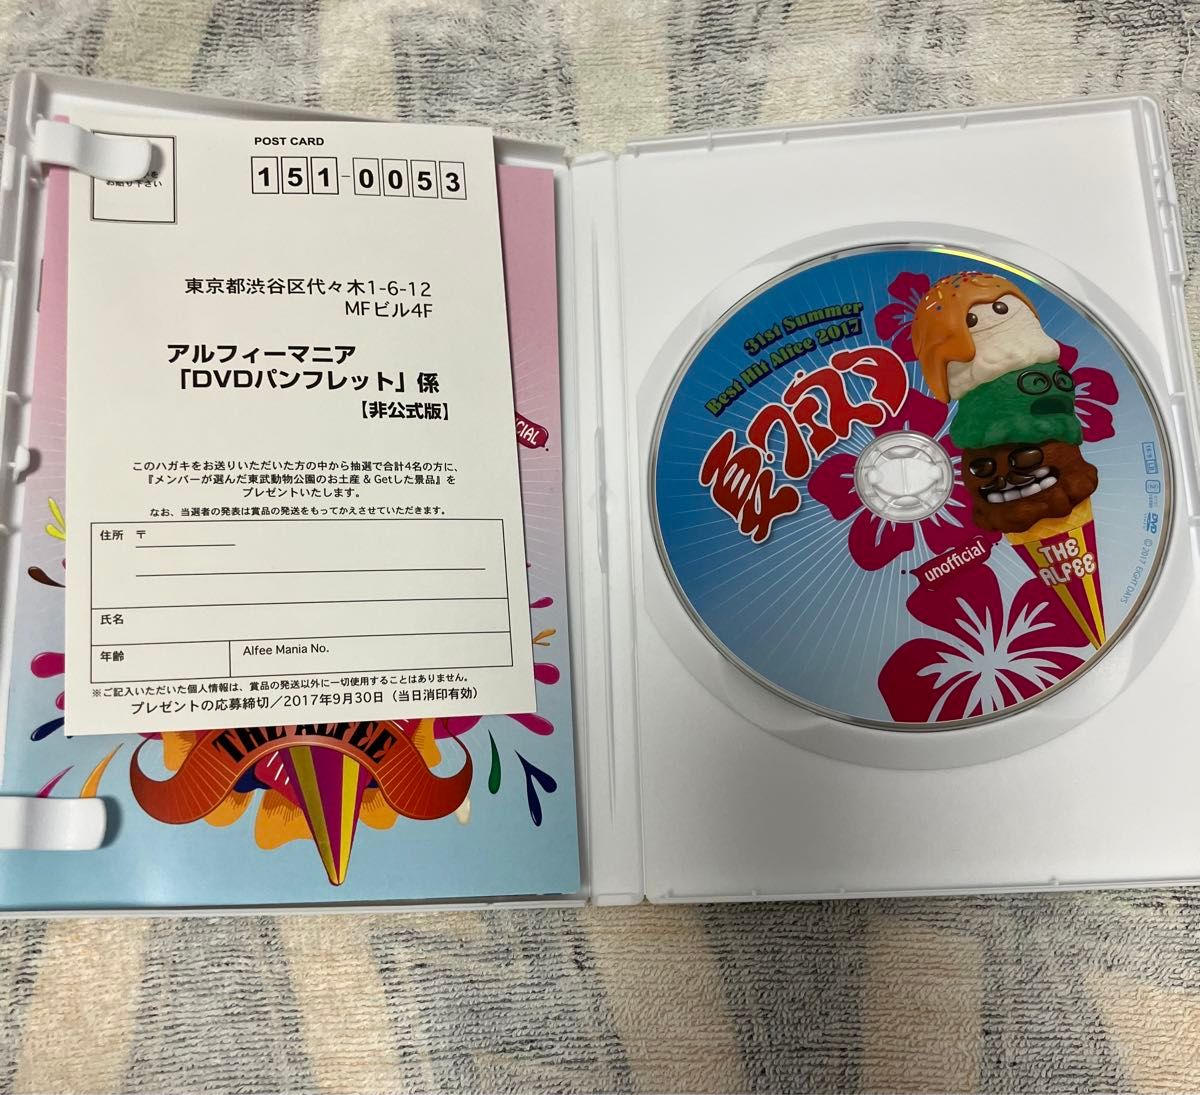 POST CARD
151-0053
お貼り下さい
東京都渋谷区代々木1-6-12
MFビル4F
アルフィーマニア
「DVDパンフレット」係
【非公式版】
このハガキをお送りいただいた方の中から抽選で合計4名の方に、
『メンバーが選んだ東武動物公園のお土産 & Getした景品』を
プレゼントいたします。
なお、当選者の発表は賞品の発送をもってかえさせていただきます。
住所 〒
氏名
年齢 Alfee Mania No.
※ご記入いただいた個人情報は、賞品の発送以外に一切使用することはありません。
プレゼントの応募締切/2017年9月30日(当日消印有効)
CIAL
THE ALFEE
31st Summer
Best Hit Alfee 2017
夏・フェスタ
unofficial
THE
ALFEE
DVD
© 2017 EIGHT DAYS